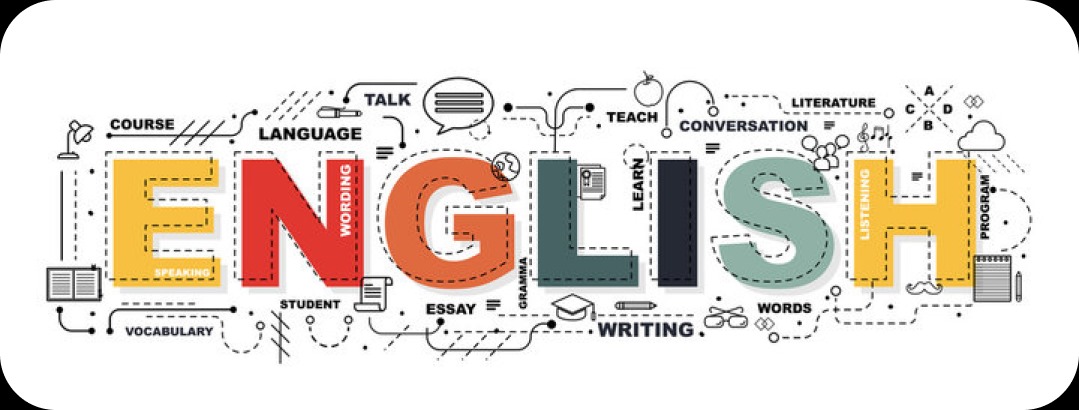 COURSE
LANGUAGE
TALK
TEACH
CONVERSATION
LITERATURE
A
C D
B
ENGLISH
SPEAKING
WORDING
LEARN
LISTENING
PROGRAM
GRAMMA
STUDENT
VOCABULARY
ESSAY
WRITING
WORDS